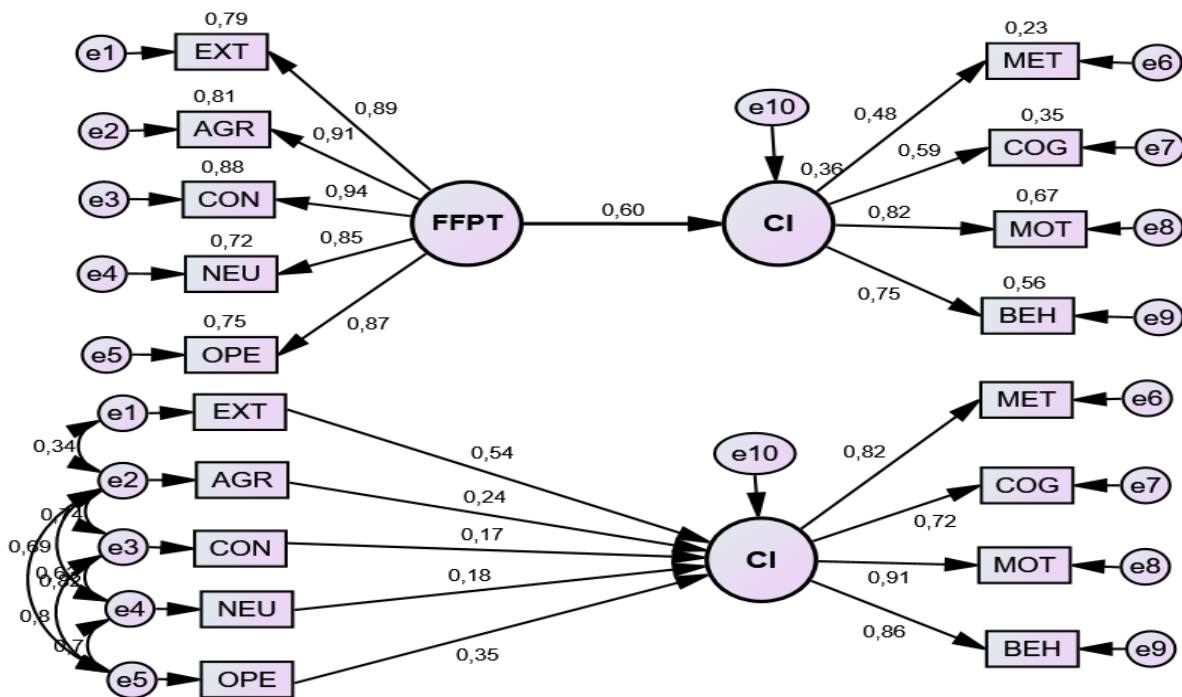 0,79
e1
EXT
0,89
0,81
e2
AGR
0,91
0,88
e3
CON
0,94
0,72
e4
NEU
0,85
0,75
e5
OPE
0,87
FFPT
0,60
e10
0,36
CI
0,23
0,48
MET
e6
0,35
0,59
COG
e7
0,67
0,82
MOT
e8
0,56
0,75
BEH
e9
e1
EXT
0,54
0,34
e2
AGR
0,24
0,74
e3
CON
0,17
0,69
0,82
e4
NEU
0,18
0,8
0,7
e5
OPE
0,35
e10
CI
0,82
MET
e6
0,72
COG
e7
0,91
MOT
e8
0,86
BEH
e9